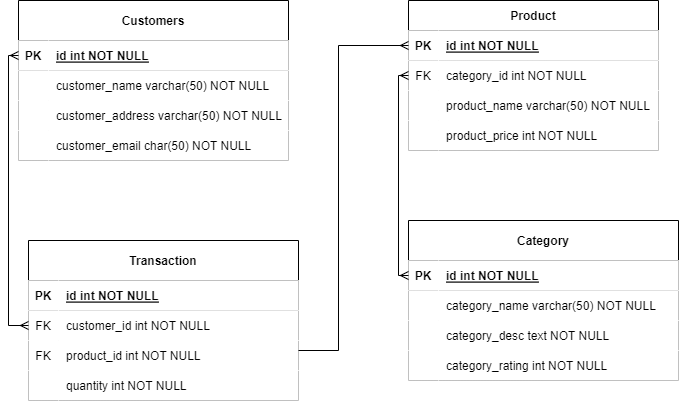 Customers
PK id int NOT NULL
customer_name varchar(50) NOT NULL
customer_address varchar(50) NOT NULL
customer_email char(50) NOT NULL
Product
PK id int NOT NULL
FK category_id int NOT NULL
product_name varchar(50) NOT NULL
product_price int NOT NULL
Transaction
PK id int NOT NULL
FK customer_id int NOT NULL
FK product_id int NOT NULL
quantity int NOT NULL
Category
PK id int NOT NULL
category_name varchar(50) NOT NULL
category_desc text NOT NULL
category_rating int NOT NULL